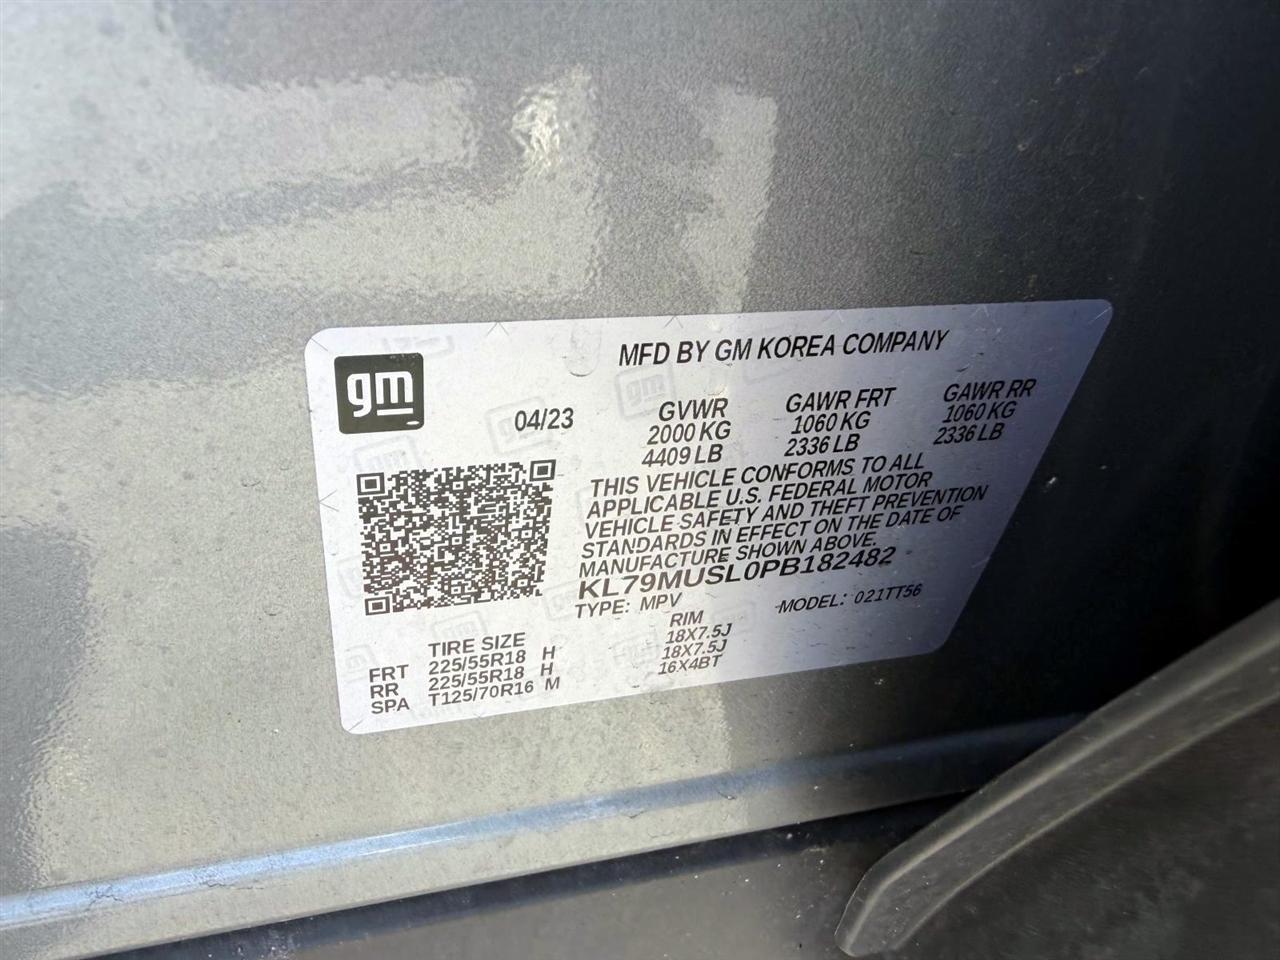 gm
MFD BY GM KOREA COMPANY
04/23
GVWR GAWR FRT GAWR RR
2000 KG 1060 KG 1060 KG
4409 LB 2336 LB 2336 LB
THIS VEHICLE CONFORMS TO ALL
APPLICABLE U.S. FEDERAL MOTOR
VEHICLE SAFETY AND THEFT PREVENTION
STANDARDS IN EFFECT ON THE DATE OF
MANUFACTURE SHOWN ABOVE.
KL79MUSL0PB182482
TYPE: MPV MODEL: 021TT56
TIRE SIZE RIM
FRT 225/55R18 H 18X7.5J
RR 225/55R18 H 18X7.5J
SPA T125/70R16 M 16X4BT